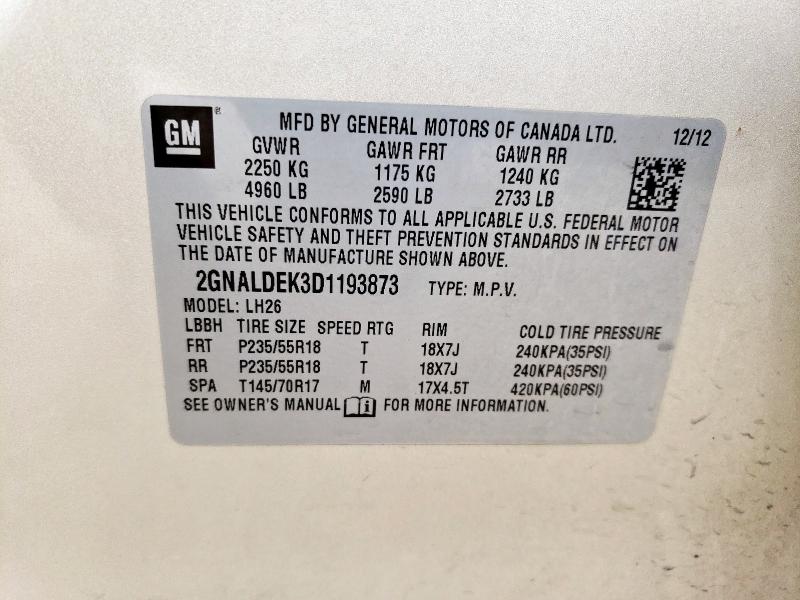 GM
®
MFD BY GENERAL MOTORS OF CANADA LTD. 12/12
GVWR GAWR FRT GAWR RR
2250 KG 1175 KG 1240 KG
4960 LB 2590 LB 2733 LB
THIS VEHICLE CONFORMS TO ALL APPLICABLE U.S. FEDERAL MOTOR
VEHICLE SAFETY AND THEFT PREVENTION STANDARDS IN EFFECT ON
THE DATE OF MANUFACTURE SHOWN ABOVE.
2GNALDEK3D1193873 TYPE: M.P.V.
MODEL: LH26
LBBH TIRE SIZE SPEED RTG RIM COLD TIRE PRESSURE
FRT P235/55R18 T 18X7J 240KPA(35PSI)
RR P235/55R18 T 18X7J 240KPA(35PSI)
SPA T145/70R17 M 17X4.5T 420KPA(60PSI)
SEE OWNER'S MANUAL i FOR MORE INFORMATION.